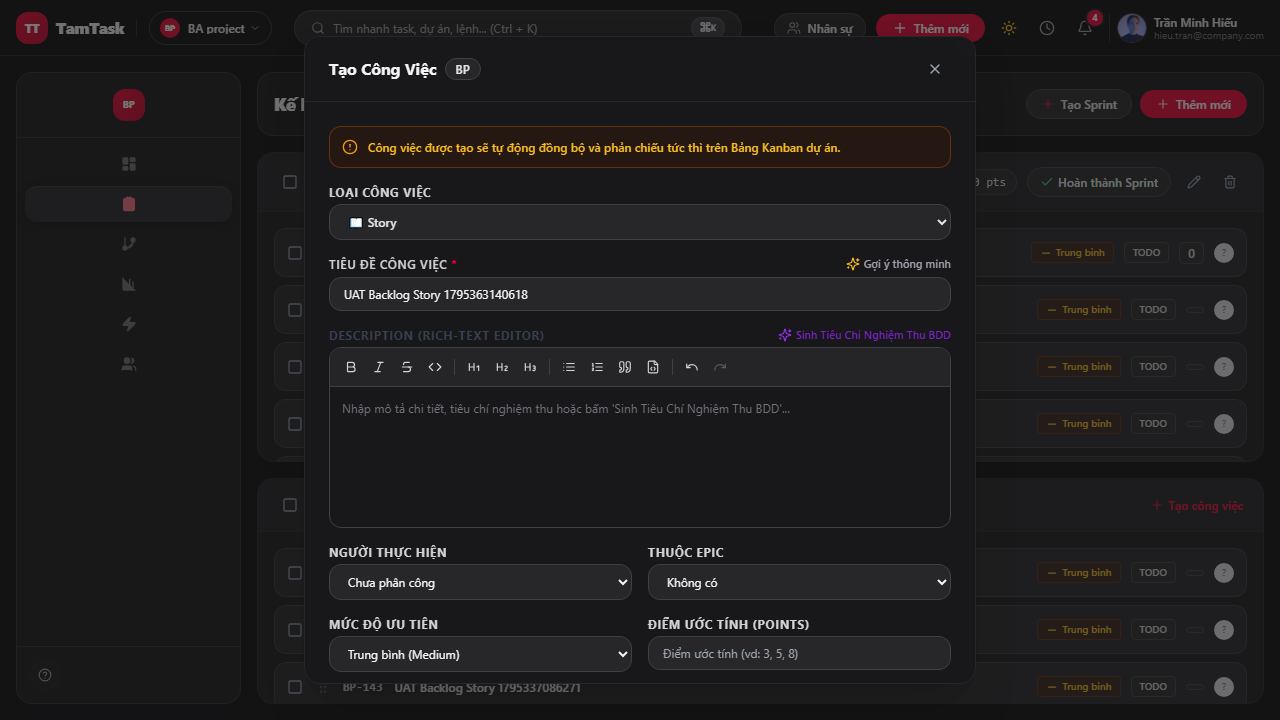 TT TamTask BP BA project Tìm nhanh task, dự án, lệnh... (Ctrl + K) ⌘K Nhân sự + Thêm mới 4 Trần Minh Hiếu
hieu.tran@company.com
Tạo Công Việc BP
BP Kế + Tạo Sprint + Thêm mới
Công việc được tạo sẽ tự động đồng bộ và phản chiếu tức thì trên Bảng Kanban dự án.
pts Hoàn thành Sprint
LOẠI CÔNG VIỆC
Story
TIÊU ĐỀ CÔNG VIỆC * Gợi ý thông minh
UAT Backlog Story 1795363140618
DESCRIPTION (RICH-TEXT EDITOR) Sinh Tiêu Chí Nghiệm Thu BDD
B I S <> H1 H2 H3
Nhập mô tả chi tiết, tiêu chí nghiệm thu hoặc bấm 'Sinh Tiêu Chí Nghiệm Thu BDD'...
Trung bình TODO 0 ?
Trung bình TODO ?
Trung bình TODO ?
Trung bình TODO ?
+ Tạo công việc
NGƯỜI THỰC HIỆN THUỘC EPIC
Chưa phân công Không có
Trung bình TODO ?
MỨC ĐỘ ƯU TIÊN ĐIỂM ƯỚC TÍNH (POINTS)
Trung bình TODO ?
Trung bình (Medium) Điểm ước tính (vd: 3, 5, 8)
BP-143 UAT Backlog Story 1795337086271 Trung bình TODO ?